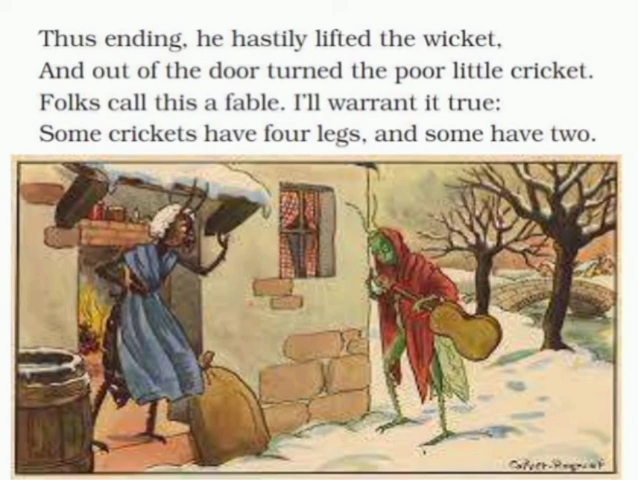 Thus ending, he hastily lifted the wicket,
And out of the door turned the poor little cricket.
Folks call this a fable. I'll warrant it true:
Some crickets have four legs, and some have two.